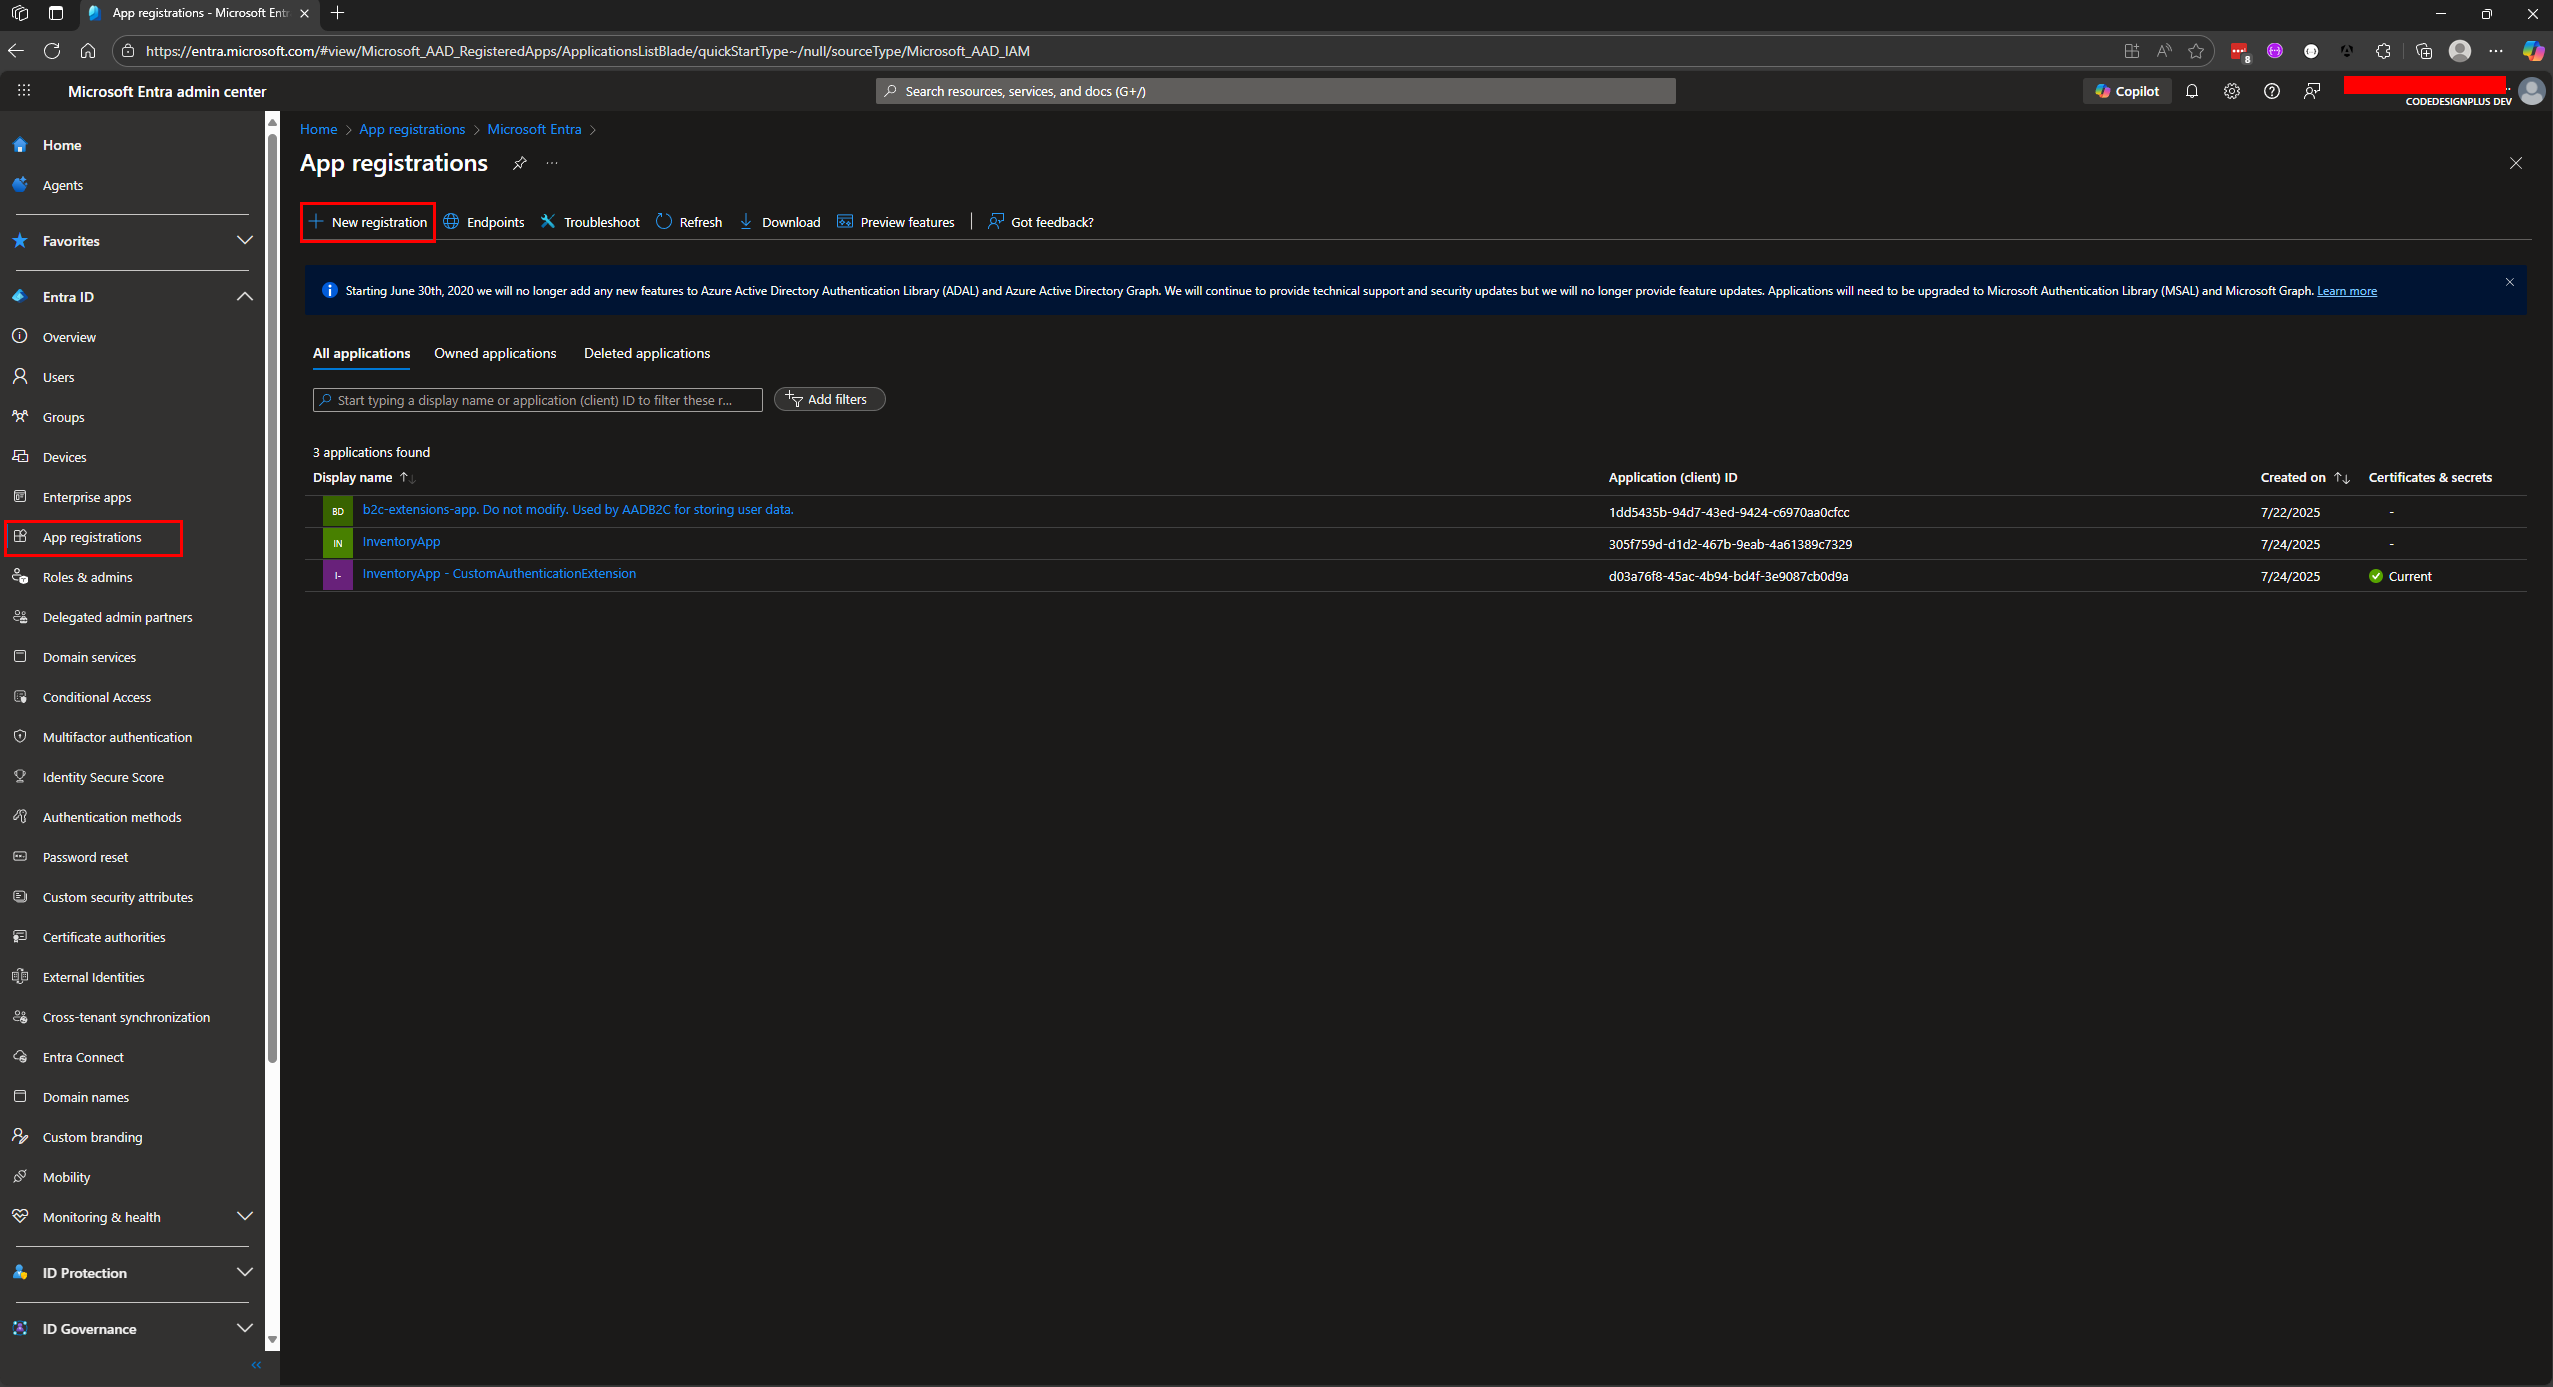 App registrations - Microsoft Entr
https://entra.microsoft.com/#view/Microsoft_AAD_RegisteredApps/ApplicationsListBlade/quickStartType~/null/sourceType/Microsoft_AAD_IAM
8
Microsoft Entra admin center
Search resources, services, and docs (G+/)
Copilot
CODEDESIGNPLUS DEV
Home
Agents
Favorites
Entra ID
Overview
Users
Groups
Devices
Enterprise apps
App registrations
Roles & admins
Delegated admin partners
Domain services
Conditional Access
Multifactor authentication
Identity Secure Score
Authentication methods
Password reset
Custom security attributes
Certificate authorities
External Identities
Cross-tenant synchronization
Entra Connect
Domain names
Custom branding
Mobility
Monitoring & health
ID Protection
ID Governance
Home > App registrations > Microsoft Entra >
App registrations
New registration Endpoints Troubleshoot Refresh Download Preview features | Got feedback?
Starting June 30th, 2020 we will no longer add any new features to Azure Active Directory Authentication Library (ADAL) and Azure Active Directory Graph. We will continue to provide technical support and security updates but we will no longer provide feature updates. Applications will need to be upgraded to Microsoft Authentication Library (MSAL) and Microsoft Graph. Learn more
All applications Owned applications Deleted applications
Start typing a display name or application (client) ID to filter these r... Add filters
3 applications found
Display name Application (client) ID Created on Certificates & secrets
BD b2c-extensions-app. Do not modify. Used by AADB2C for storing user data. 1dd5435b-94d7-43ed-9424-c6970aa0cfcc 7/22/2025 -
IN InventoryApp 305f759d-d1d2-467b-9eab-4a61389c7329 7/24/2025 -
I- InventoryApp - CustomAuthenticationExtension d03a76f8-45ac-4b94-bd4f-3e9087cb0d9a 7/24/2025 Current